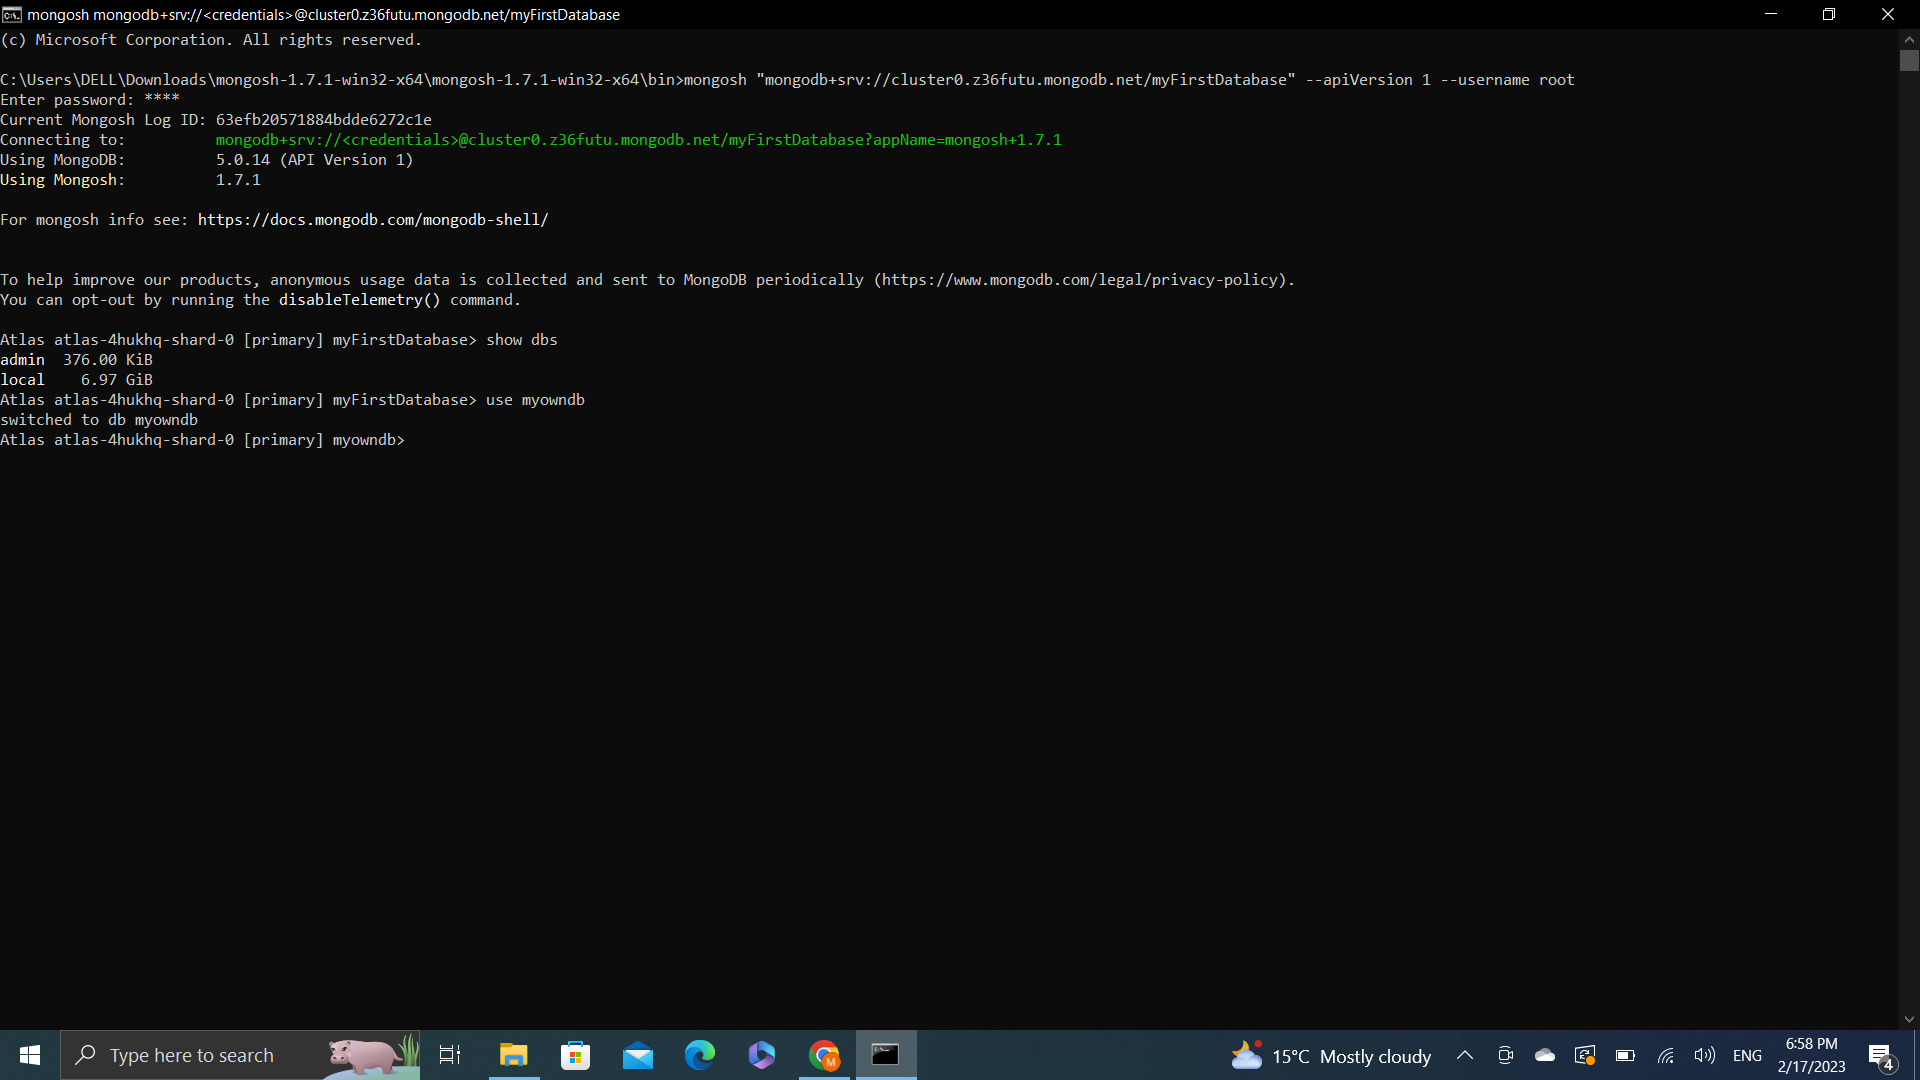 mongosh mongodb+srv://<credentials>@cluster0.z36futu.mongodb.net/myFirstDatabase
(c) Microsoft Corporation. All rights reserved.
C:\Users\DELL\Downloads\mongosh-1.7.1-win32-x64\mongosh-1.7.1-win32-x64\bin>mongosh "mongodb+srv://cluster0.z36futu.mongodb.net/myFirstDatabase" --apiVersion 1 --username root
Enter password: ****
Current Mongosh Log ID: 63efb20571884bdde6272c1e
Connecting to:          mongodb+srv://<credentials>@cluster0.z36futu.mongodb.net/myFirstDatabase?appName=mongosh+1.7.1
Using MongoDB:          5.0.14 (API Version 1)
Using Mongosh:          1.7.1
For mongosh info see: https://docs.mongodb.com/mongodb-shell/
To help improve our products, anonymous usage data is collected and sent to MongoDB periodically (https://www.mongodb.com/legal/privacy-policy).
You can opt-out by running the disableTelemetry() command.
Atlas atlas-4hukhq-shard-0 [primary] myFirstDatabase> show dbs
admin  376.00 KiB
local    6.97 GiB
Atlas atlas-4hukhq-shard-0 [primary] myFirstDatabase> use myowndb
switched to db myowndb
Atlas atlas-4hukhq-shard-0 [primary] myowndb>
Type here to search
M
15°C Mostly cloudy
ENG
6:58 PM
2/17/2023
4